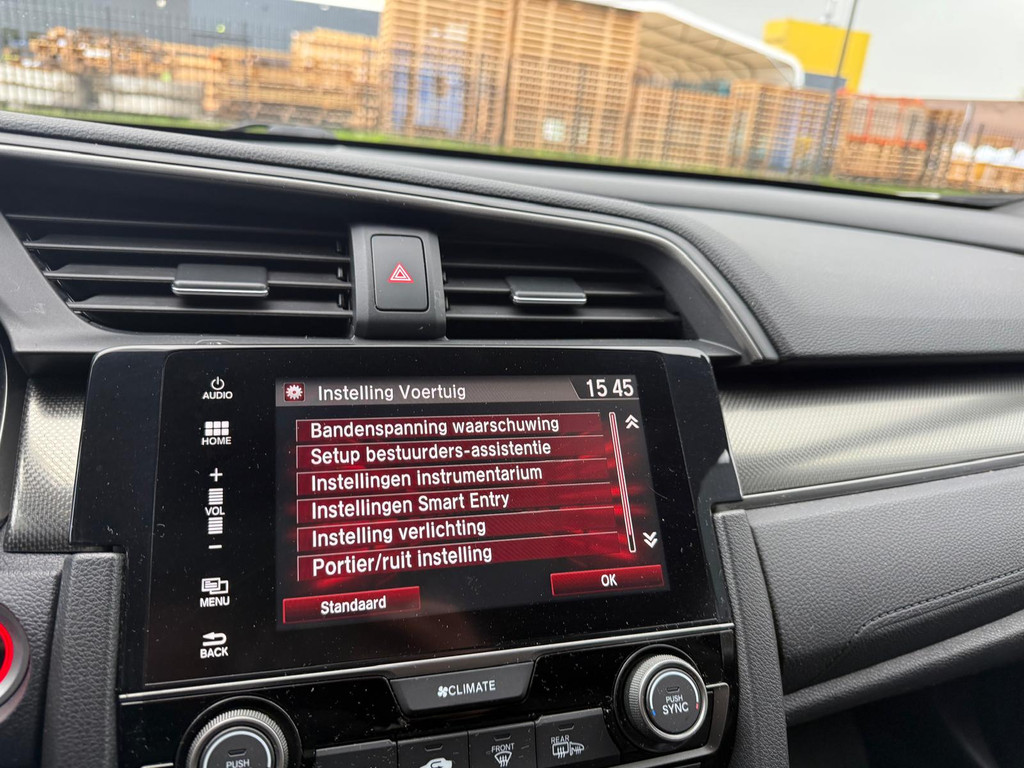 AUDIO
HOME
+
VOL
-
MENU
BACK
Instelling Voertuig
15 45
Bandenspanning waarschuwing
Setup bestuurders-assistentie
Instellingen instrumentarium
Instellingen Smart Entry
Instelling verlichting
Portier/ruit instelling
Standaard
OK
CLIMATE
PUSH
SYNC
PUSH
FRONT
REAR